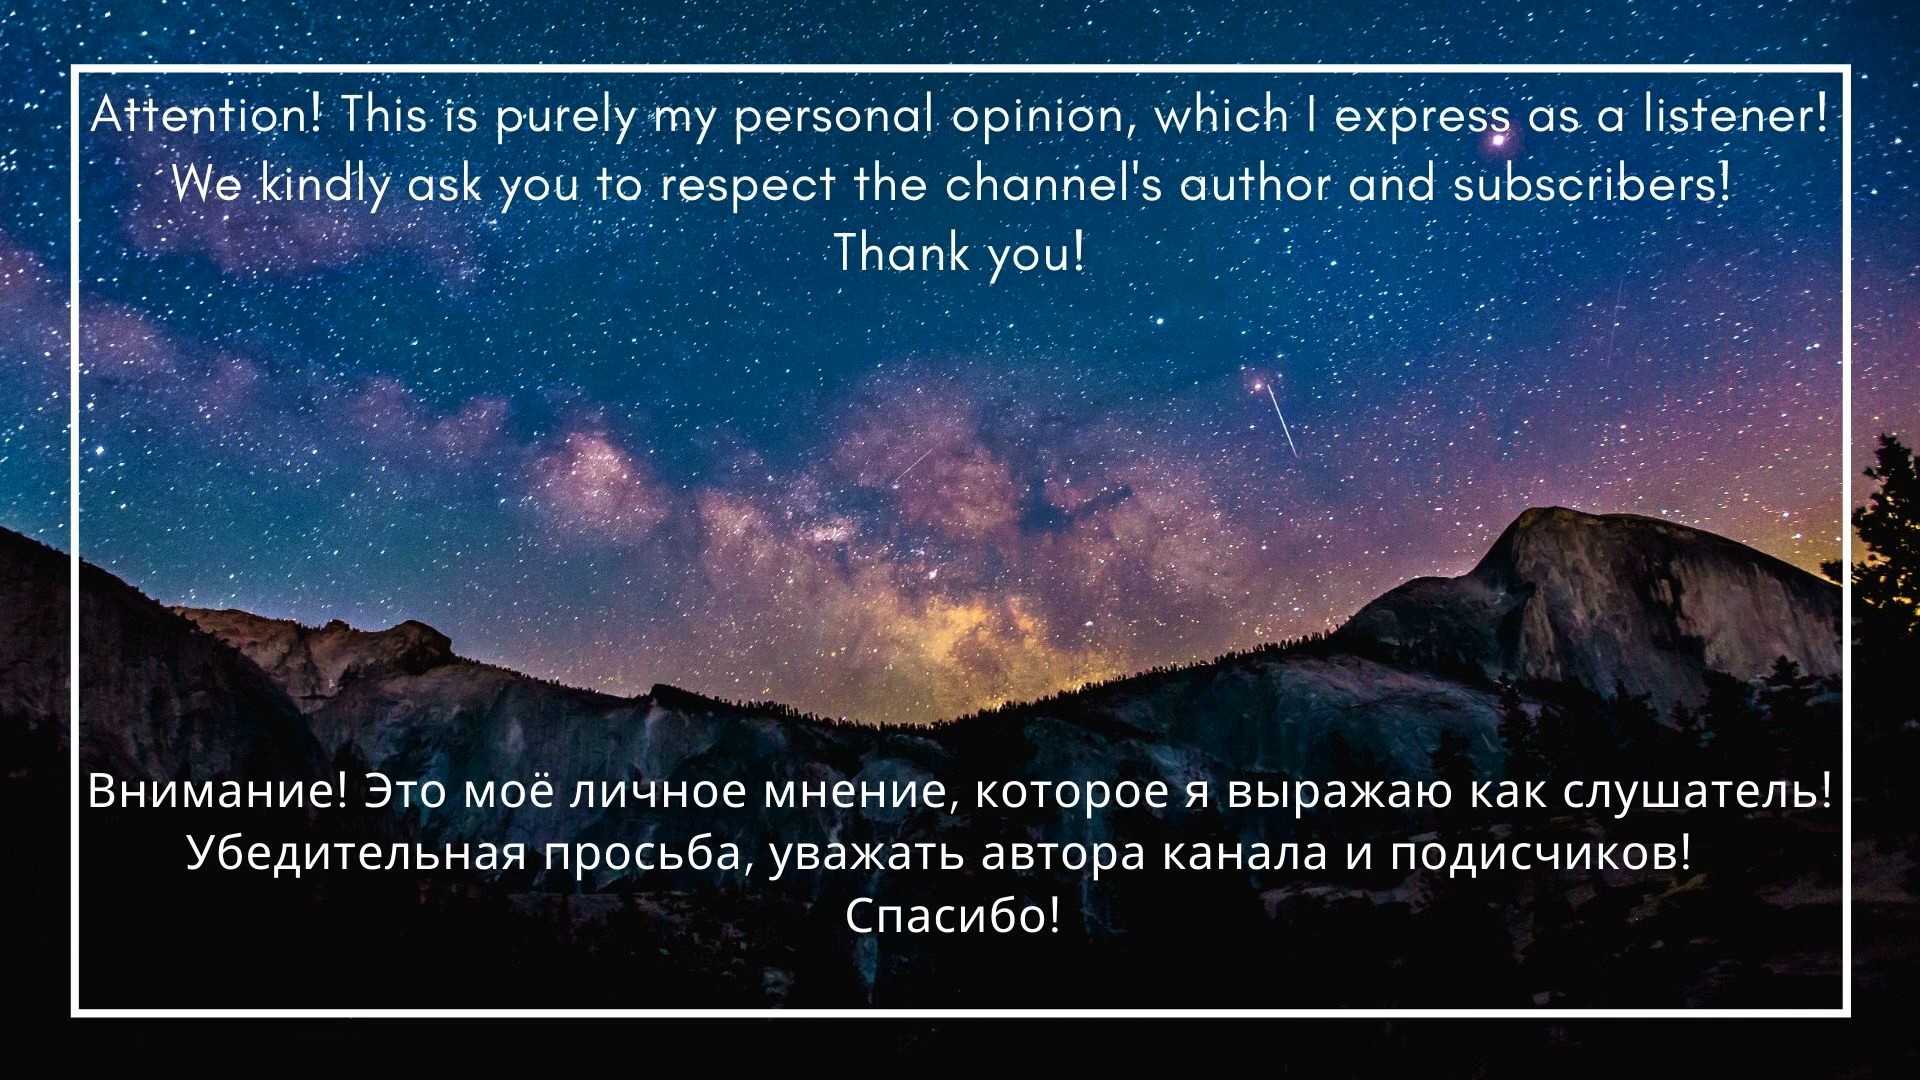 Attention! This is purely my personal opinion, which I express as a listener!
We kindly ask you to respect the channel's author and subscribers!
Thank you!
Внимание! Это моё личное мнение, которое я выражаю как слушатель!
Убедительная просьба, уважать автора канала и подисчиков!
Спасибо!